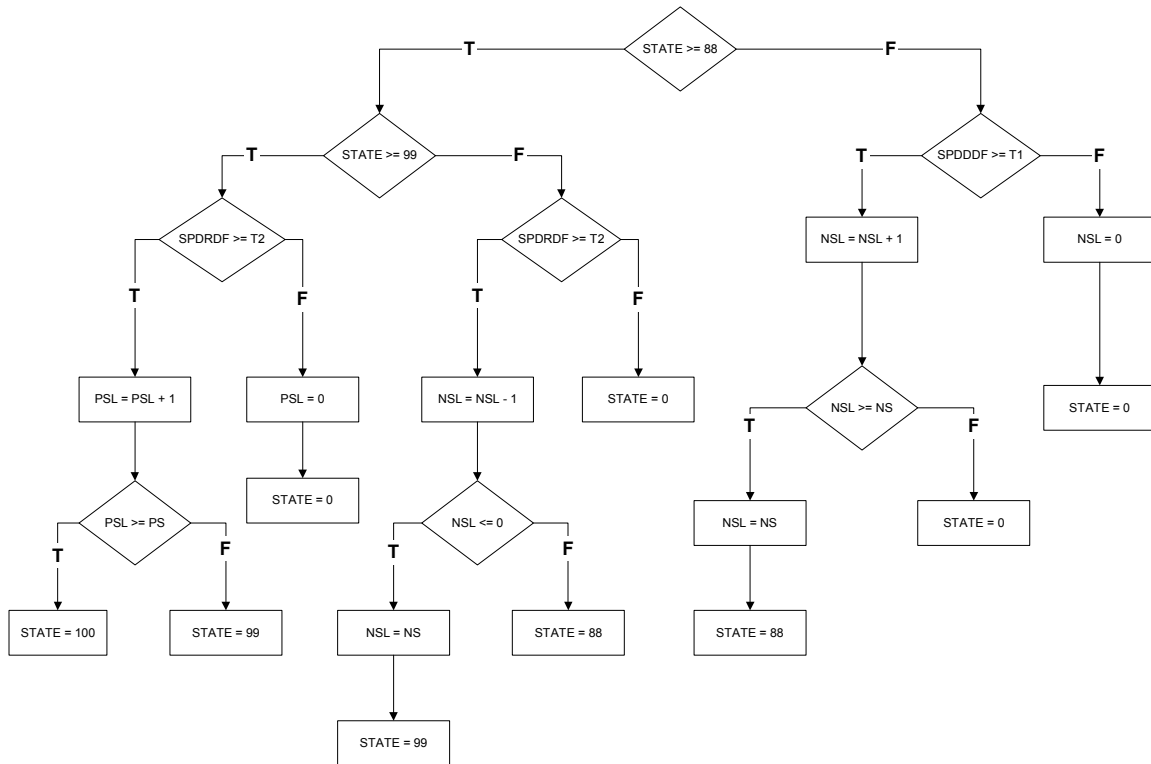 STATE >= 88
T
F
STATE >= 99
SPDDDF >= T1
T
F
T
F
SPDRDF >= T2
SPDRDF >= T2
NSL = NSL + 1
NSL = 0
T
F
T
F
PSL = PSL + 1
PSL = 0
NSL = NSL - 1
STATE = 0
NSL >= NS
STATE = 0
T
F
STATE = 0
PSL >= PS
NSL <= 0
NSL = NS
STATE = 0
T
F
T
F
STATE = 100
STATE = 99
NSL = NS
STATE = 88
STATE = 88
STATE = 99